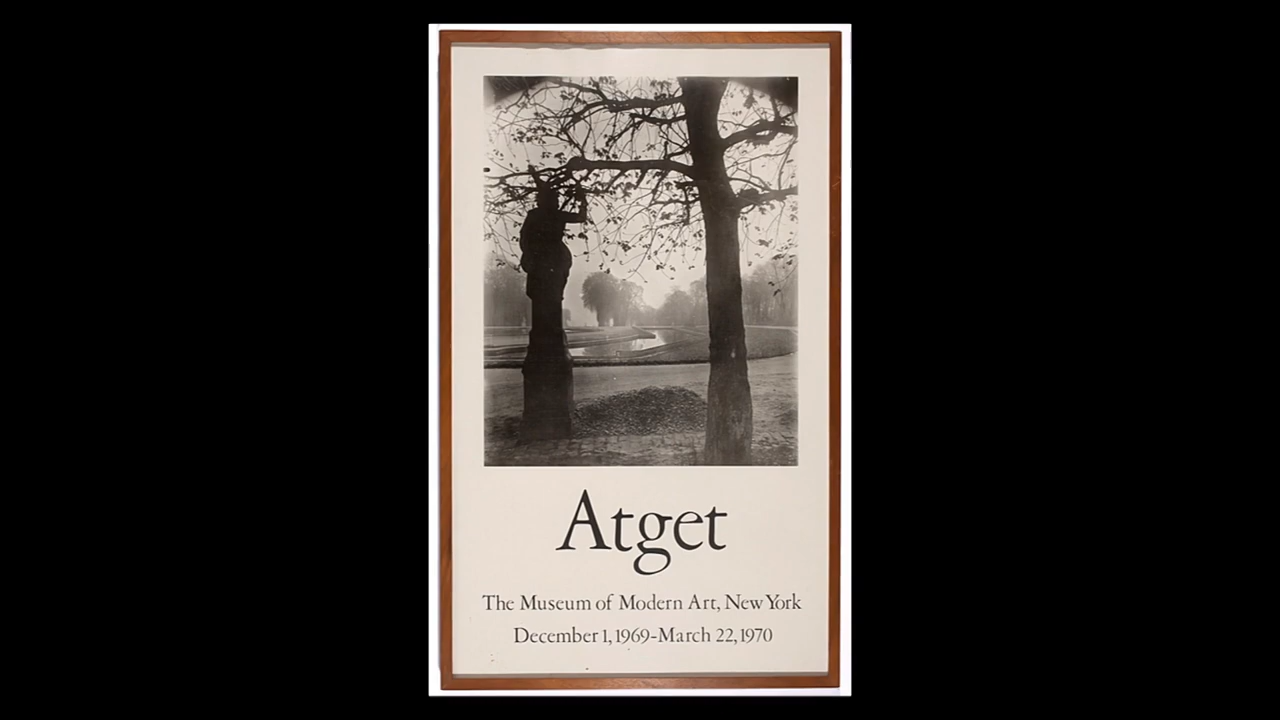 Atget
The Museum of Modern Art, New York
December 1, 1969-March 22, 1970